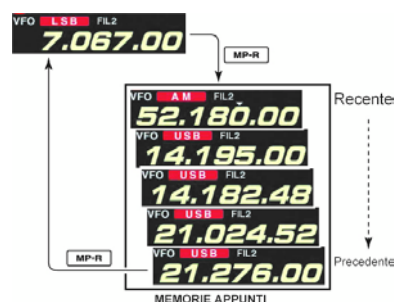 VFO LSB FIL2
7.067.00
MP-R
VFO AM FIL2
52.180.00
Recente
VFO USB FIL2
14.195.00
VFO USB FIL2
14.182.48
VFO USB FIL2
21.024.52
MP-R
VFO USB FIL2
21.276.00
Precedente
MEMORIE APPUNTI